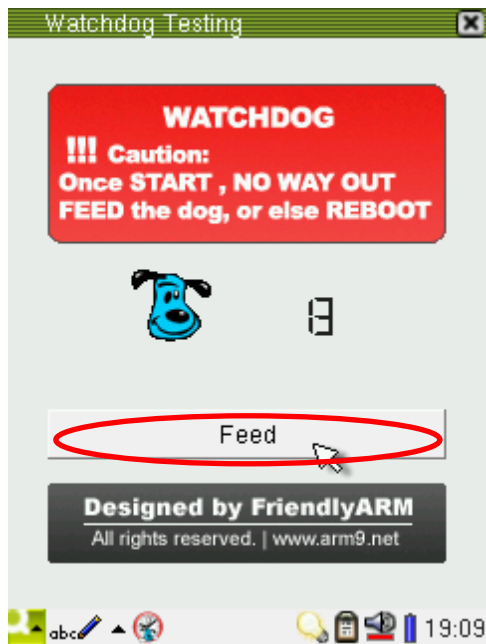 Watchdog Testing
WATCHDOG
!!! Caution:
Once START , NO WAY OUT
FEED the dog, or else REBOOT
13
Feed
Designed by FriendlyARM
All rights reserved. | www.arm9.net
abc 19:09